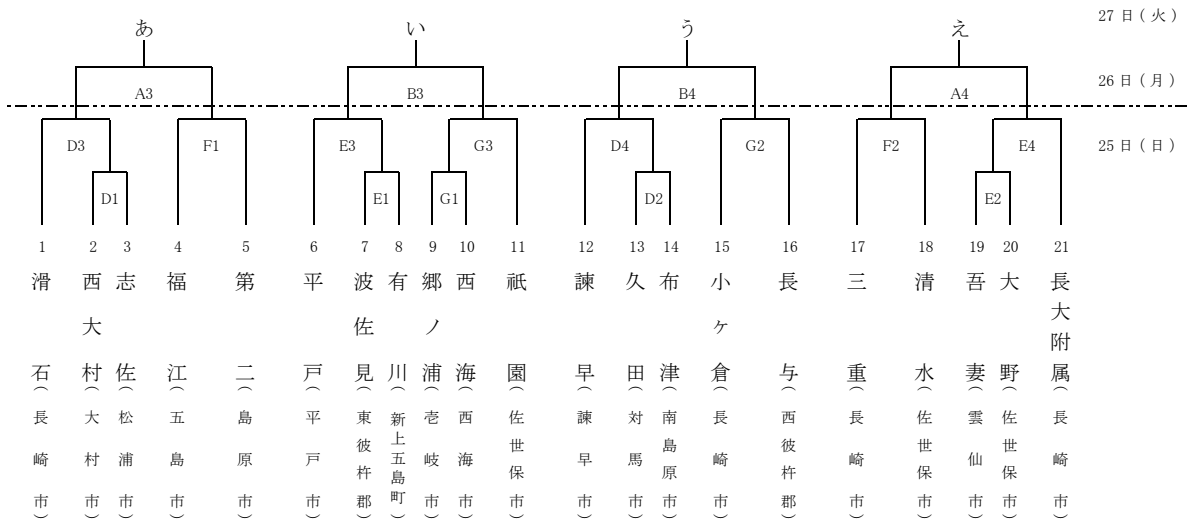 27 日 ( 火 )
あ い う え
26 日 ( 月 )
A3 B3 B4 A4
25 日 ( 日 )
D3 F1 E3 G3 D4 G2 F2 E4
D1 E1 G1 D2 E2
1 2 3 4 5 6 7 8 9 10 11 12 13 14 15 16 17 18 19 20 21
滑石(長崎市)
西大村(大村市)
志佐(松浦市)
福江(五島市)
第二(島原市)
平戸(平戸市)
波佐見(東彼杵郡)
有川(新上五島町)
郷ノ浦(壱岐市)
西海(西海市)
祇園(佐世保市)
諫早(諫早市)
久田(対馬市)
布津(南島原市)
小ヶ倉(長崎市)
長与(西彼杵郡)
三重(長崎市)
清水(佐世保市)
吾妻(雲仙市)
大野(佐世保市)
長大附属(長崎市)